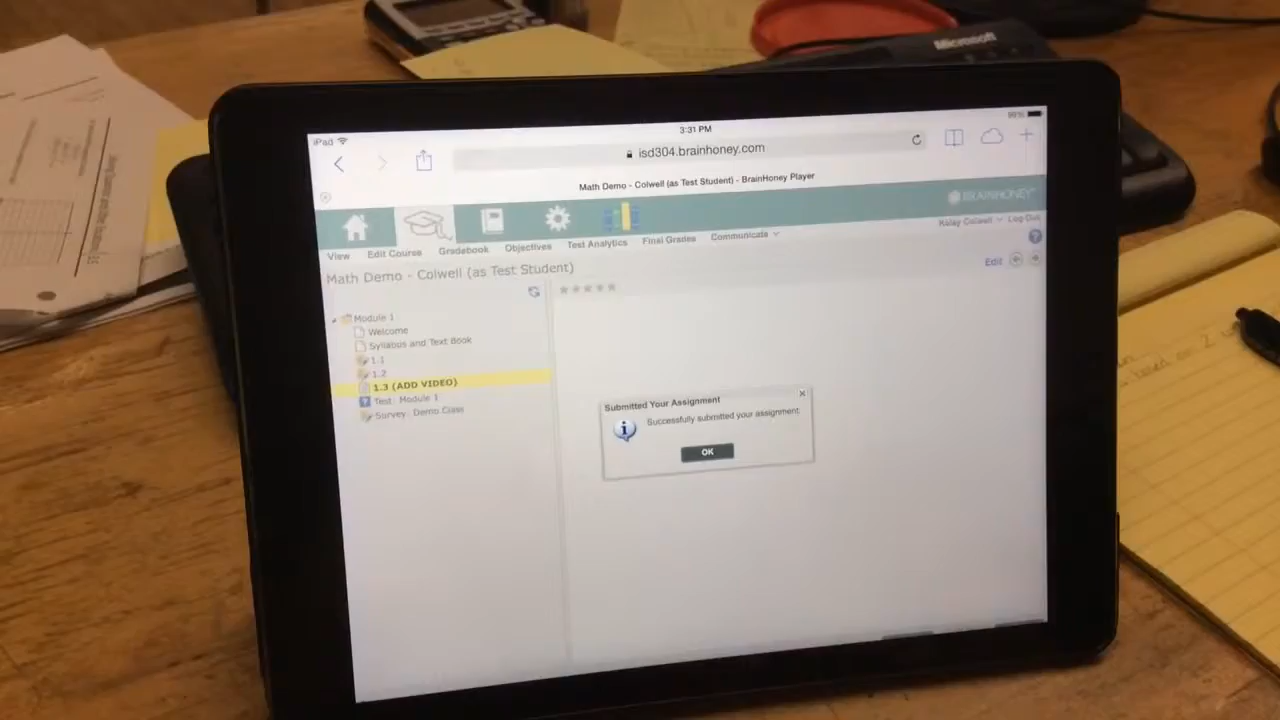 Microsoft
iPad
3:31 PM
99%
isd304.brainhoney.com
Math Demo - Colwell (as Test Student) - BrainHoney Player
BRAINHONEY
Colwell Log Out
View Edit Course Gradebook Objectives Test Analytics Final Grades Communicate
Math Demo - Colwell (as Test Student)
Edit
Module 1
Welcome
Syllabus and Text Book
1.1
1.2
1.3 (ADD VIDEO)
Test: Module 1
Survey: Demo Class
Submitted Your Assignment
Successfully submitted your assignment.
OK